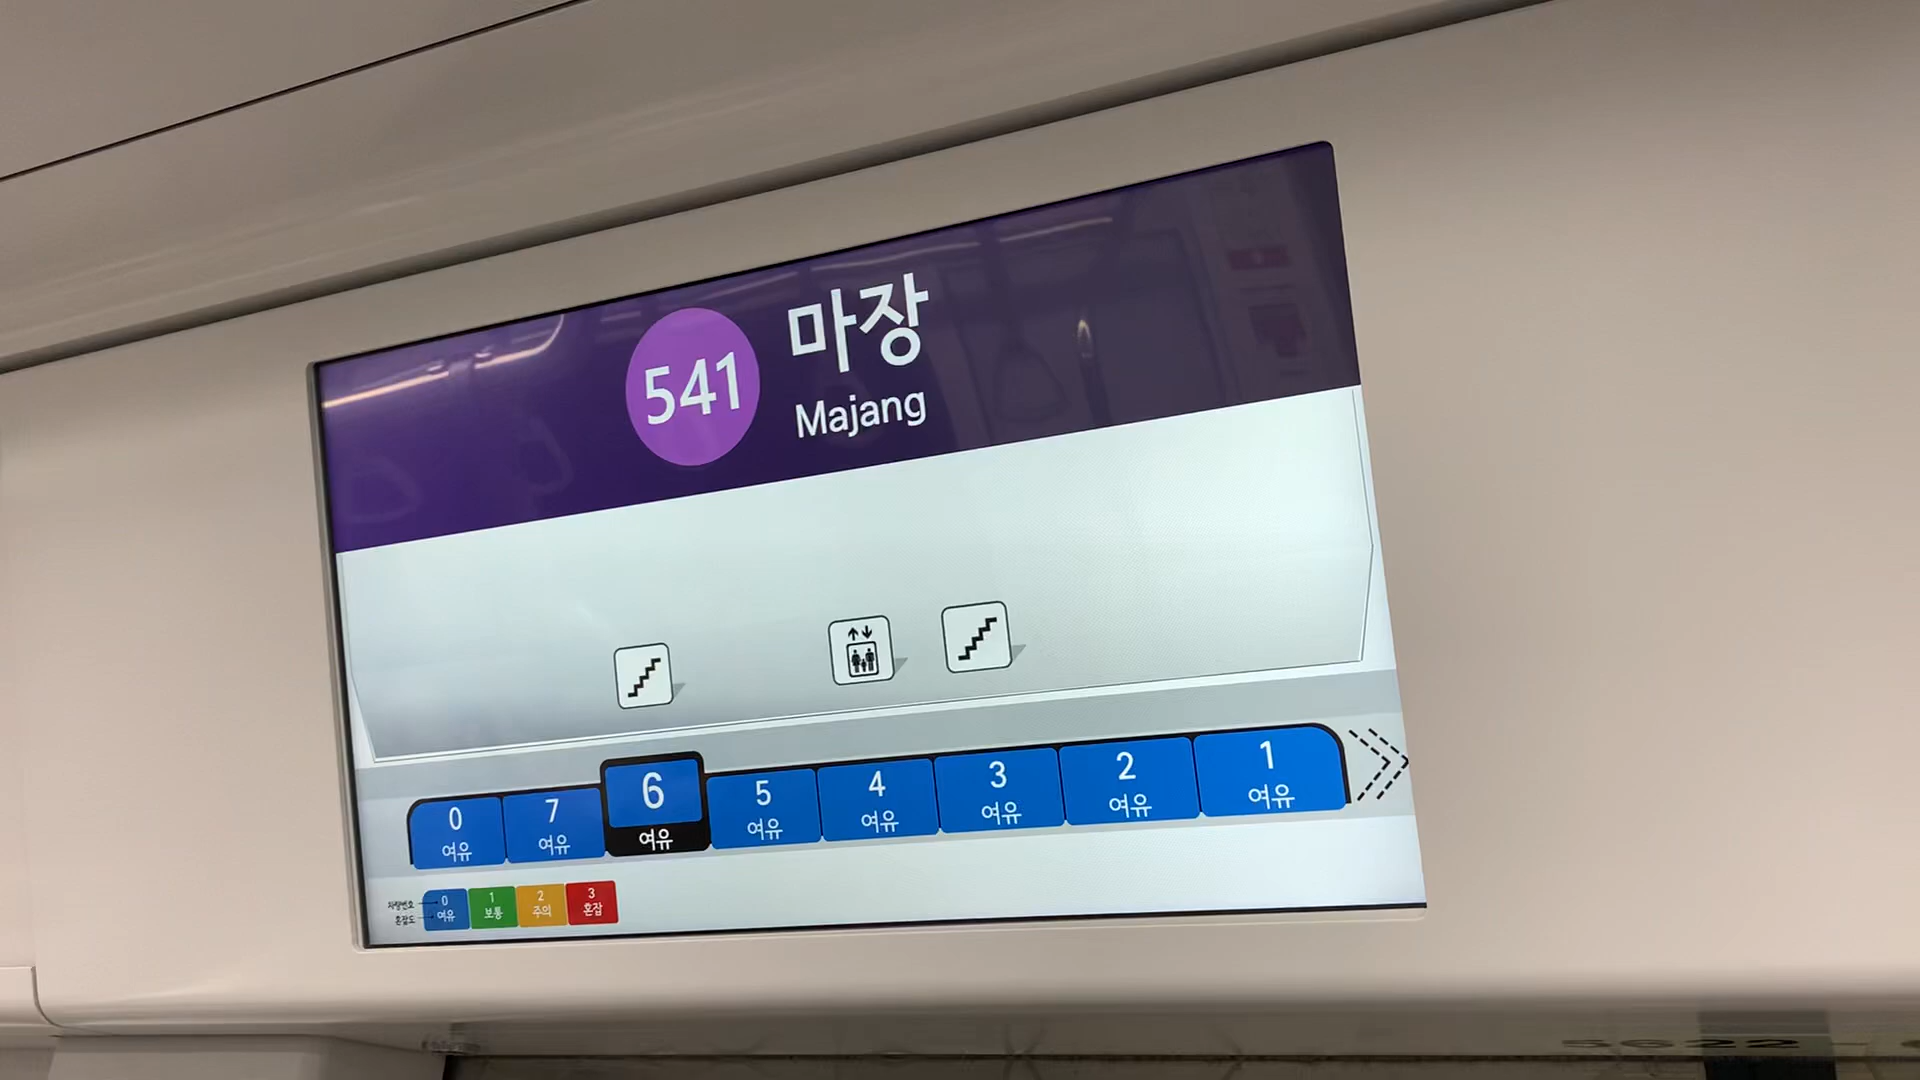 541
마장
Majang
0 7 6 5 4 3 2 1
여유 여유 여유 여유 여유 여유 여유 여유
차량번호 0 1 2 3
혼잡도 여유 보통 주의 혼잡
5622